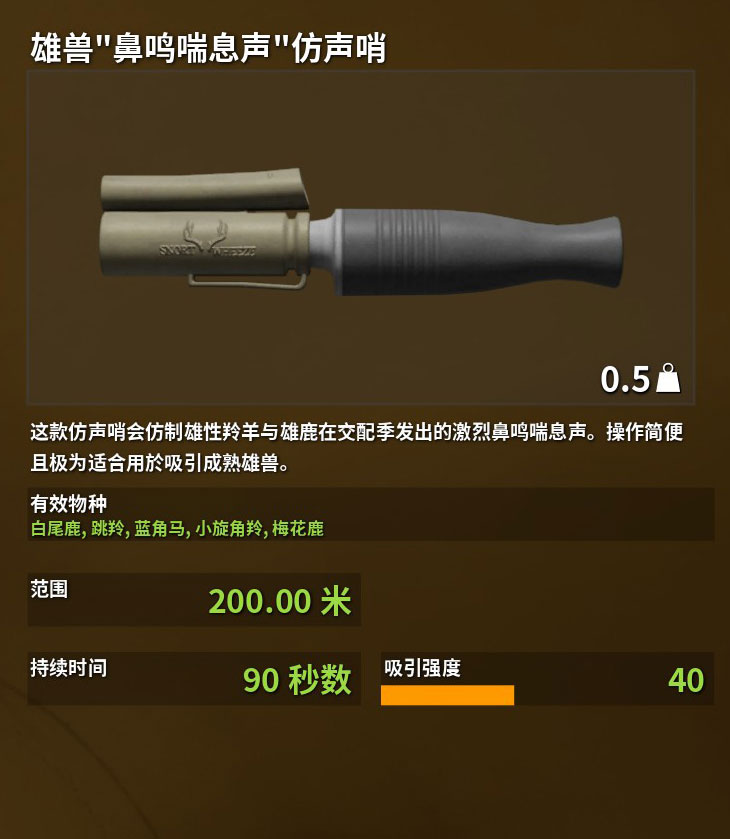 雄兽"鼻鸣喘息声"仿声哨
SNORT WHEEZE
0.5
这款仿声哨会仿制雄性羚羊与雄鹿在交配季发出的激烈鼻鸣喘息声。操作简便
且极为适合用於吸引成熟雄兽。
有效物种
白尾鹿, 跳羚, 蓝角马, 小旋角羚, 梅花鹿
范围
200.00 米
持续时间
90 秒数
吸引强度
40